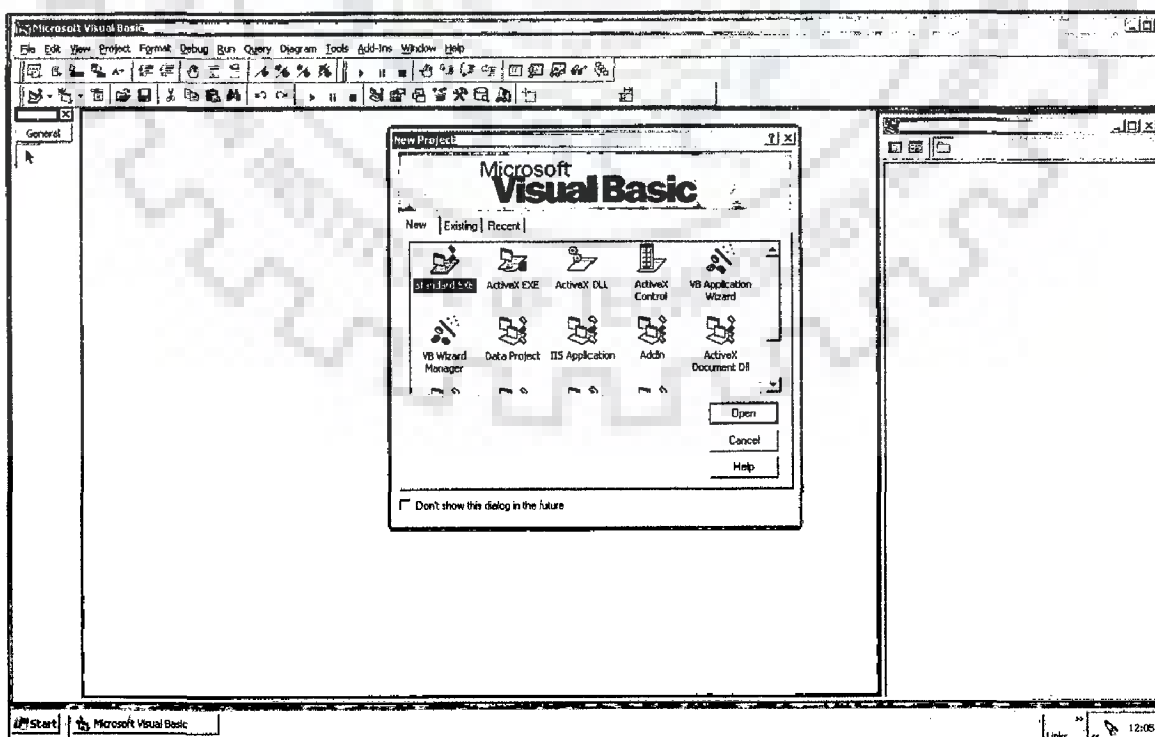 Microsoft Visual Basic
File Edit View Project Format Debug Run Query Diagram Tools Add-Ins Window Help
General
New Project
Microsoft
Visual Basic
New Existing Recent
Standard EXE ActiveX EXE ActiveX DLL ActiveX Control VB Application Wizard
VB Wizard Manager Data Project IIS Application Addin ActiveX Document Dll
Open
Cancel
Help
Don't show this dialog in the future
Start Microsoft Visual Basic Links 12:05